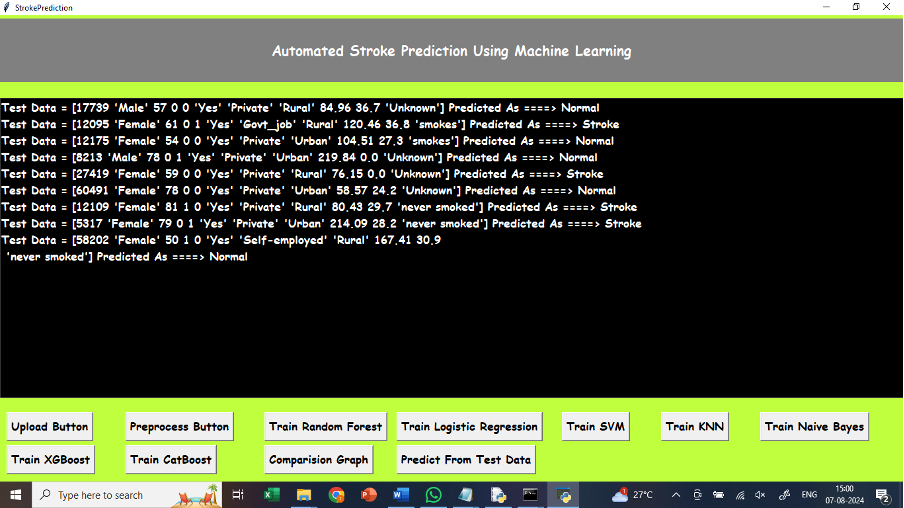 StrokePrediction
Automated Stroke Prediction Using Machine Learning
Test Data = [17739 'Male' 57 0 0 'Yes' 'Private' 'Rural' 84.96 36.7 'Unknown'] Predicted As ====> Normal
Test Data = [12095 'Female' 61 0 1 'Yes' 'Govt_job' 'Rural' 120.46 36.8 'smokes'] Predicted As ====> Stroke
Test Data = [12175 'Female' 54 0 0 'Yes' 'Private' 'Urban' 104.51 27.3 'smokes'] Predicted As ====> Normal
Test Data = [8213 'Male' 78 0 1 'Yes' 'Private' 'Urban' 219.84 0.0 'Unknown'] Predicted As ====> Normal
Test Data = [27419 'Female' 59 0 0 'Yes' 'Private' 'Rural' 76.15 0.0 'Unknown'] Predicted As ====> Stroke
Test Data = [60491 'Female' 78 0 0 'Yes' 'Private' 'Urban' 58.57 24.2 'Unknown'] Predicted As ====> Normal
Test Data = [12109 'Female' 81 1 0 'Yes' 'Private' 'Rural' 80.43 29.7 'never smoked'] Predicted As ====> Stroke
Test Data = [5317 'Female' 79 0 1 'Yes' 'Private' 'Urban' 214.09 28.2 'never smoked'] Predicted As ====> Stroke
Test Data = [58202 'Female' 50 1 0 'Yes' 'Self-employed' 'Rural' 167.41 30.9
'never smoked'] Predicted As ====> Normal
Upload Button Preprocess Button Train Random Forest Train Logistic Regression Train SVM Train KNN Train Naive Bayes
Train XGBoost Train CatBoost Comparision Graph Predict From Test Data
Type here to search 27°C ENG 15:00
07-08-2024 2